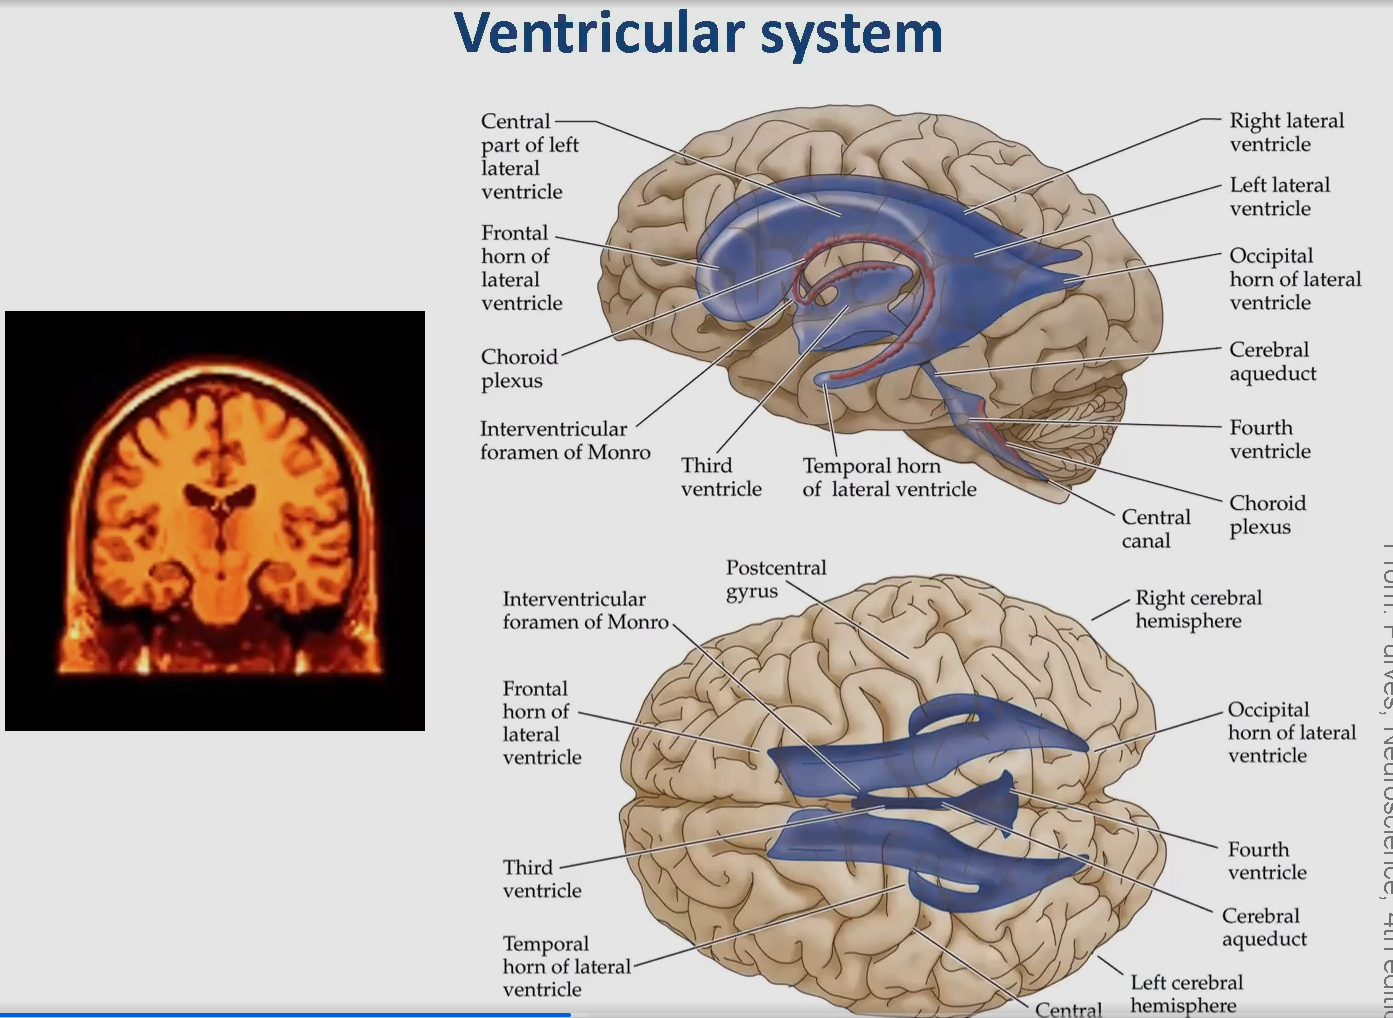 Ventricular system
Central
part of left
lateral
ventricle
Frontal
horn of
lateral
ventricle
Choroid
plexus
Interventricular
foramen of Monro
Third
ventricle
Temporal horn
of lateral ventricle
Right lateral
ventricle
Left lateral
ventricle
Occipital
horn of lateral
ventricle
Cerebral
aqueduct
Fourth
ventricle
Choroid
plexus
Central
canal
Postcentral
gyrus
Interventricular
foramen of Monro
Frontal
horn of
lateral
ventricle
Third
ventricle
Temporal
horn of lateral
ventricle
Right cerebral
hemisphere
Occipital
horn of lateral
ventricle
Fourth
ventricle
Cerebral
aqueduct
Left cerebral
hemisphere
Central
From: Purves, Neuroscience, 4th